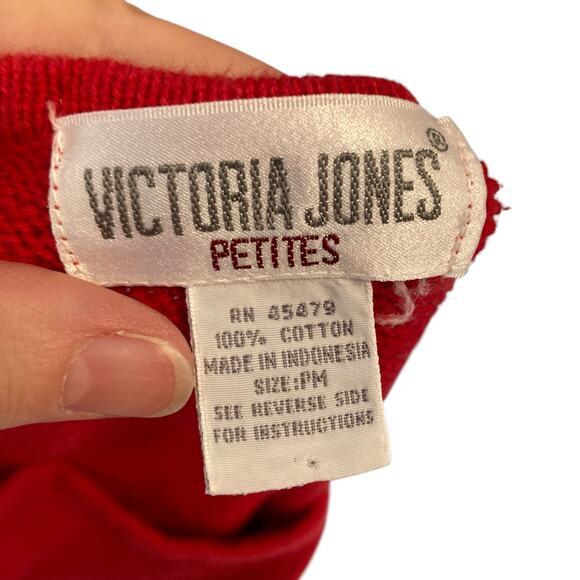 VICTORIA JONES®
PETITES
RN 45479
100% COTTON
MADE IN INDONESIA
SIZE:PM
SEE REVERSE SIDE
FOR INSTRUCTIONS